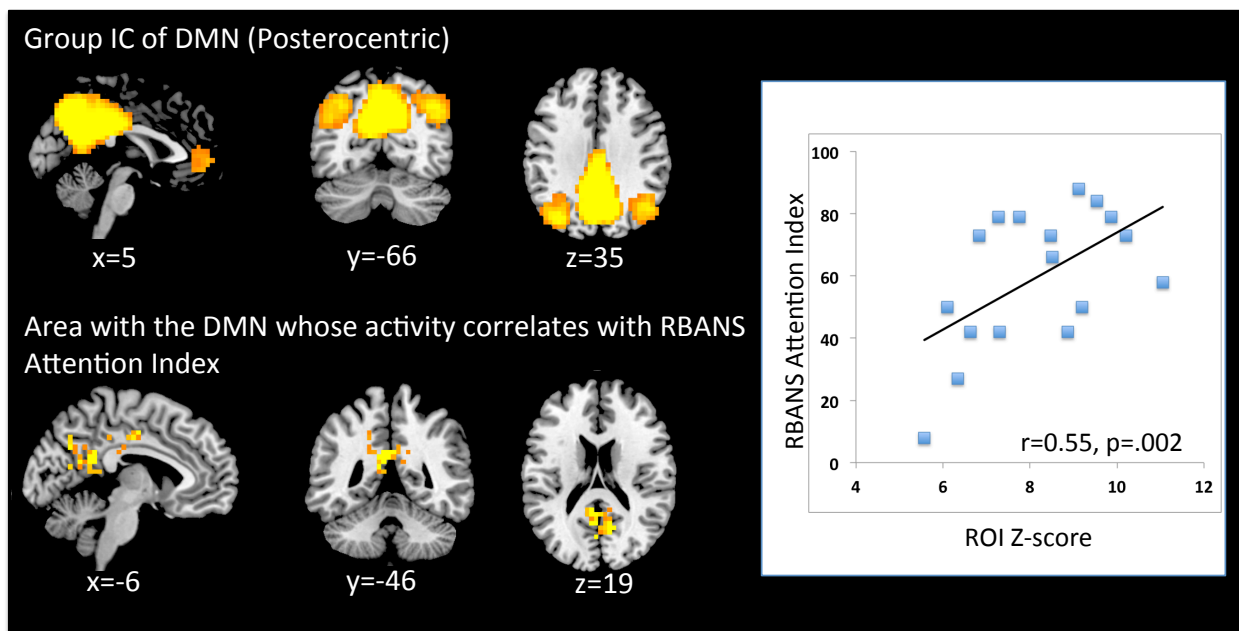 Group IC of DMN (Posterocentric)
x=5
y=-66
z=35
Area with the DMN whose activity correlates with RBANS
Attention Index
x=-6
y=-46
z=19
RBANS Attention Index
100
80
60
40
20
0
r=0.55, p=.002
4
6
8
10
12
ROI Z-score